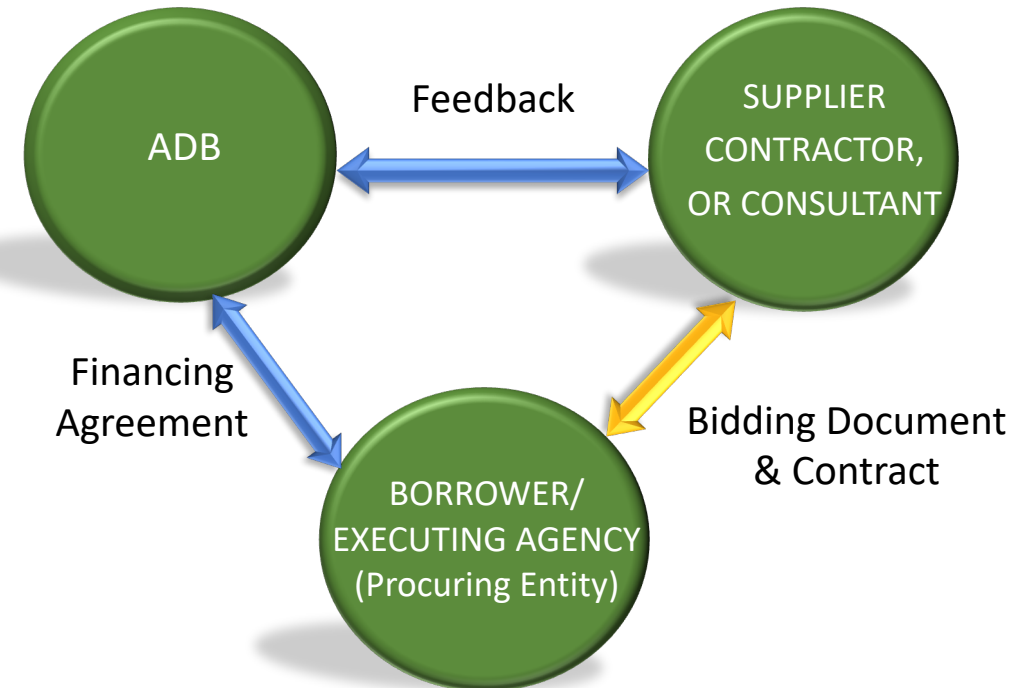 ADB
Feedback
SUPPLIER
CONTRACTOR,
OR CONSULTANT
Financing
Agreement
Bidding Document
& Contract
BORROWER/
EXECUTING AGENCY
(Procuring Entity)